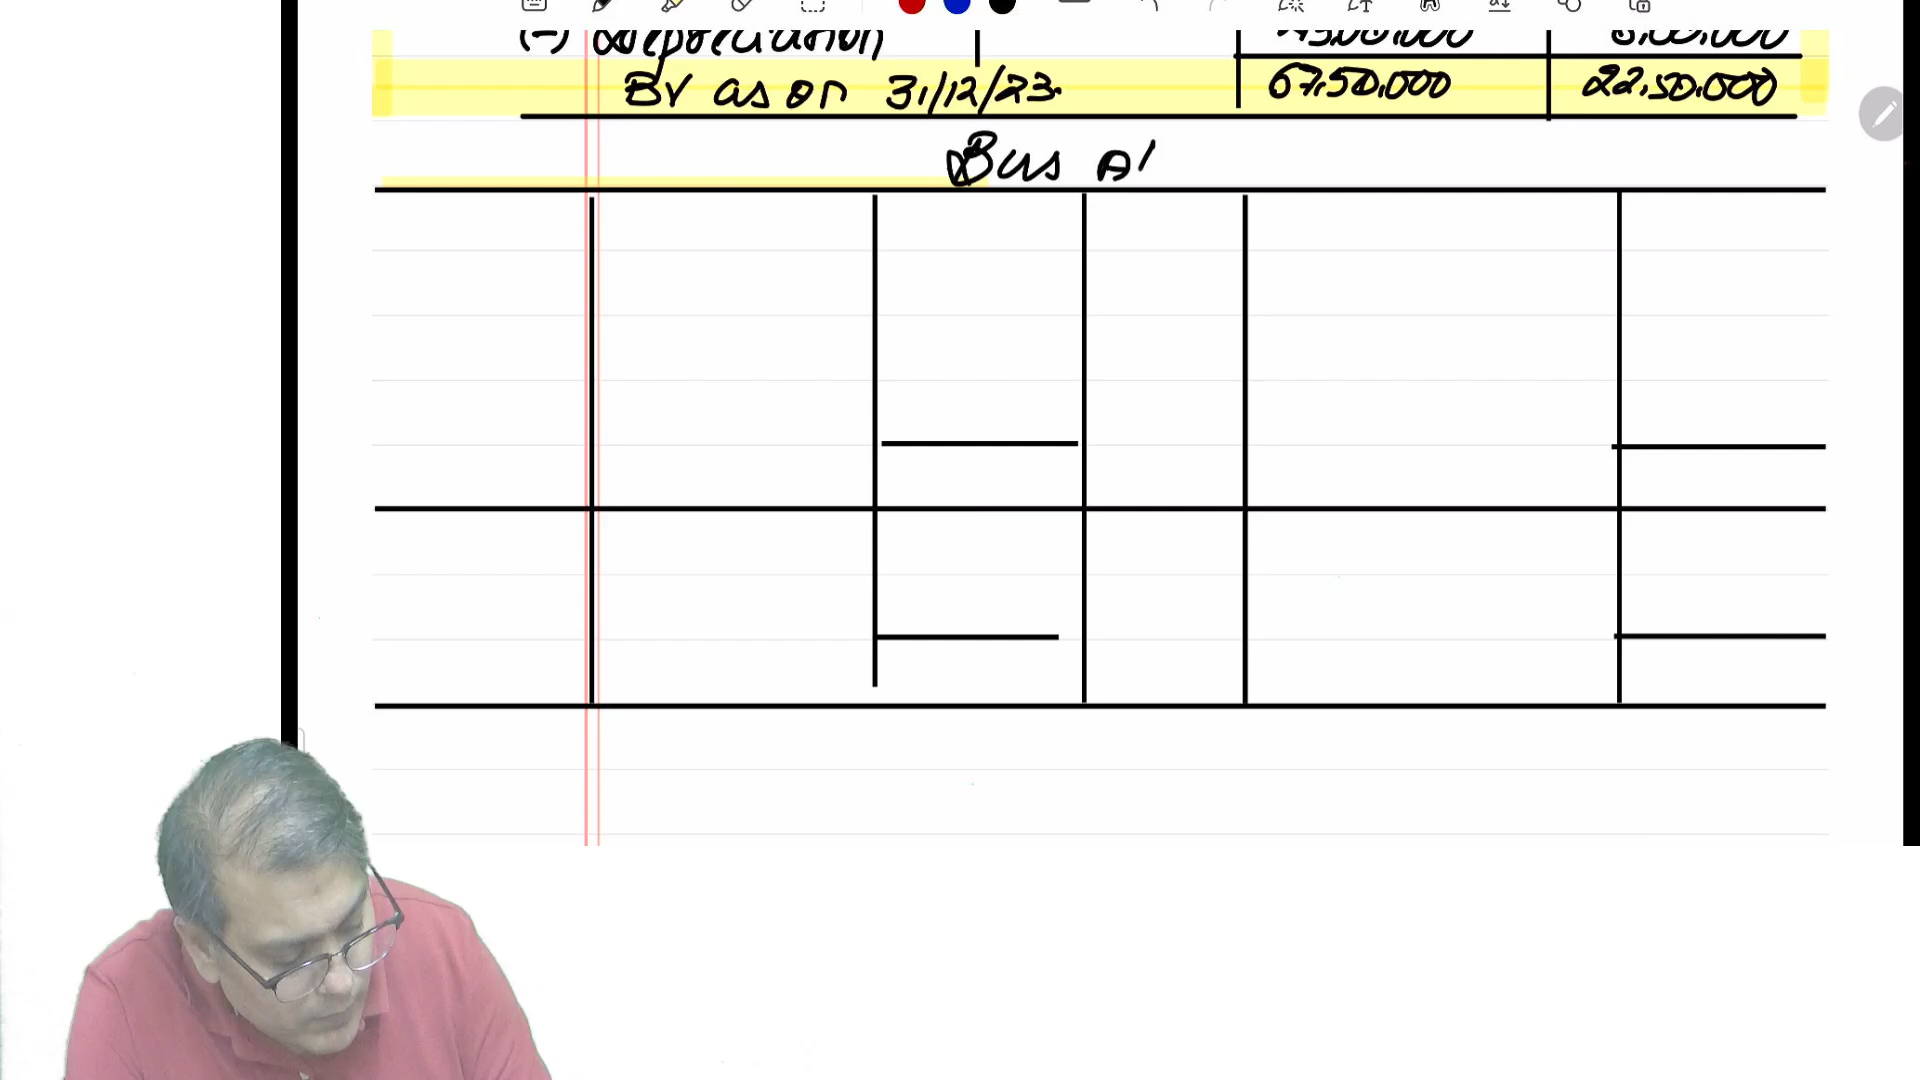 (-) Depreciation
BV as on 31/12/23. 67,50,000 22,50,000
Bus A/